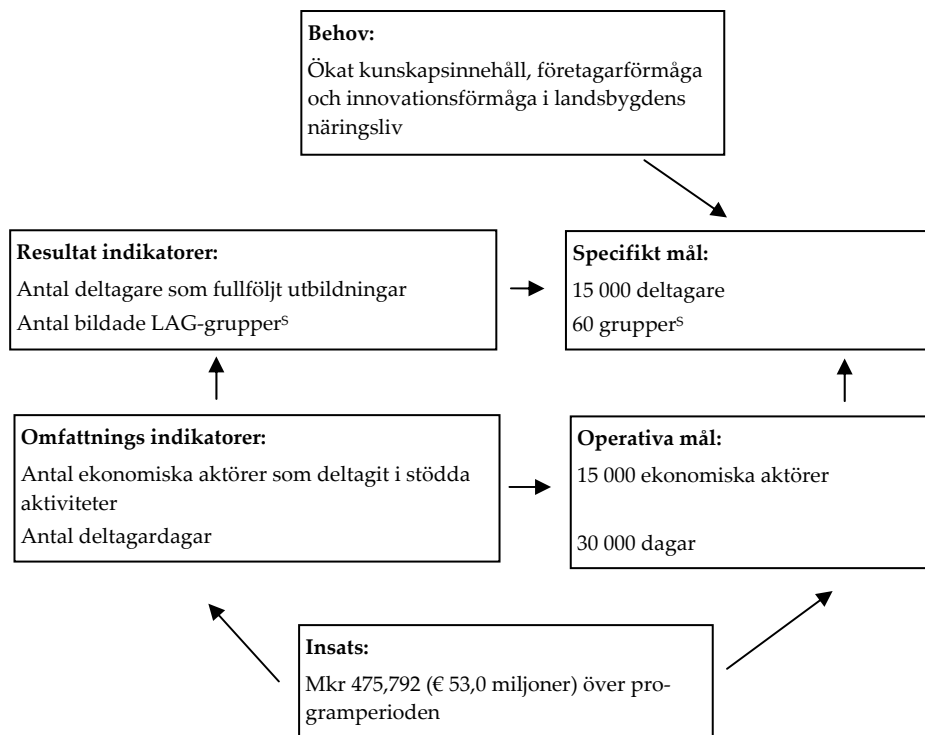 Behov:
Ökat kunskapsinnehåll, företagarförmåga
och innovationsförmåga i landsbygdens
näringsliv
Resultat indikatorer:
Antal deltagare som fullföljt utbildningar
Antal bildade LAG-grupperˢ
Specifikt mål:
15 000 deltagare
60 grupperˢ
Omfattnings indikatorer:
Antal ekonomiska aktörer som deltagit i stödda
aktiviteter
Antal deltagardagar
Operativa mål:
15 000 ekonomiska aktörer
30 000 dagar
Insats:
Mkr 475,792 (€ 53,0 miljoner) över pro-
gramperioden